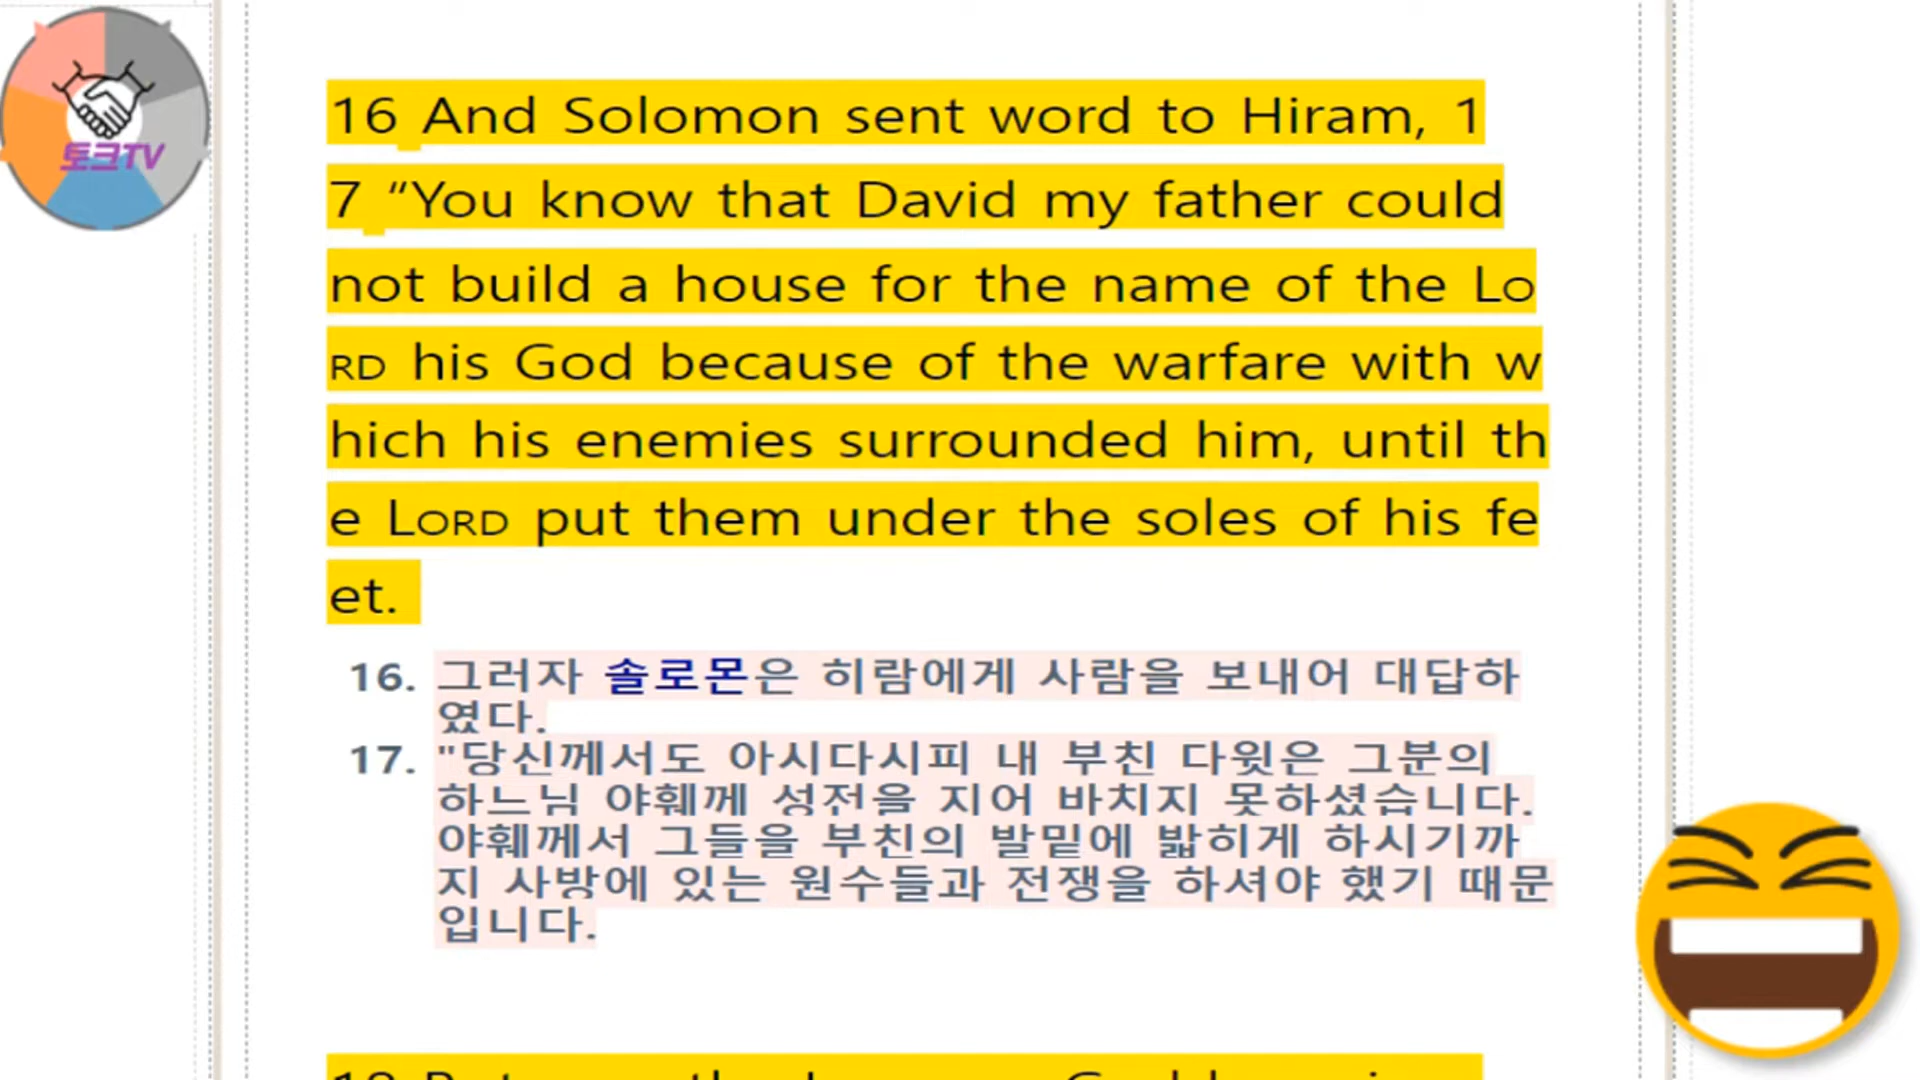 토크TV
16 And Solomon sent word to Hiram, 1
7 “You know that David my father could
not build a house for the name of the Lo
RD his God because of the warfare with w
hich his enemies surrounded him, until th
e LORD put them under the soles of his fe
et.
16. 그러자 솔로몬은 히람에게 사람을 보내어 대답하
였다.
17. "당신께서도 아시다시피 내 부친 다윗은 그분의
하느님 야훼께 성전을 지어 바치지 못하셨습니다.
야훼께서 그들을 부친의 발밑에 밟히게 하시기까
지 사방에 있는 원수들과 전쟁을 하셔야 했기 때문
입니다.